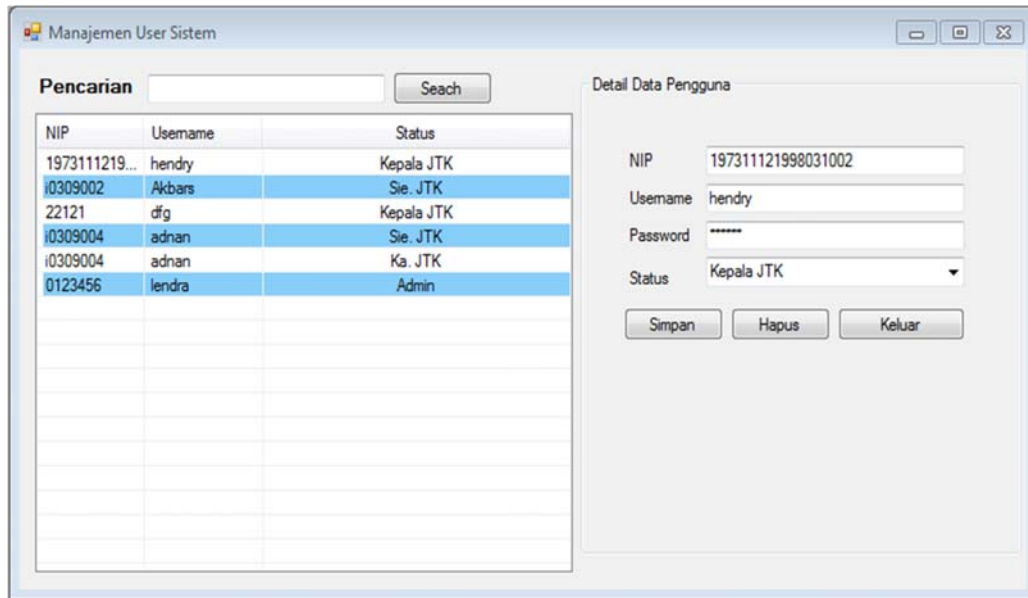 Manajemen User Sistem
Pencarian Seach
NIP Username Status
1973111219... hendry Kepala JTK
i0309002 Akbars Sie. JTK
22121 dfg Kepala JTK
i0309004 adnan Sie. JTK
i0309004 adnan Ka. JTK
0123456 lendra Admin
Detail Data Pengguna
NIP 197311121998031002
Username hendry
Password ******
Status Kepala JTK
Simpan Hapus Keluar